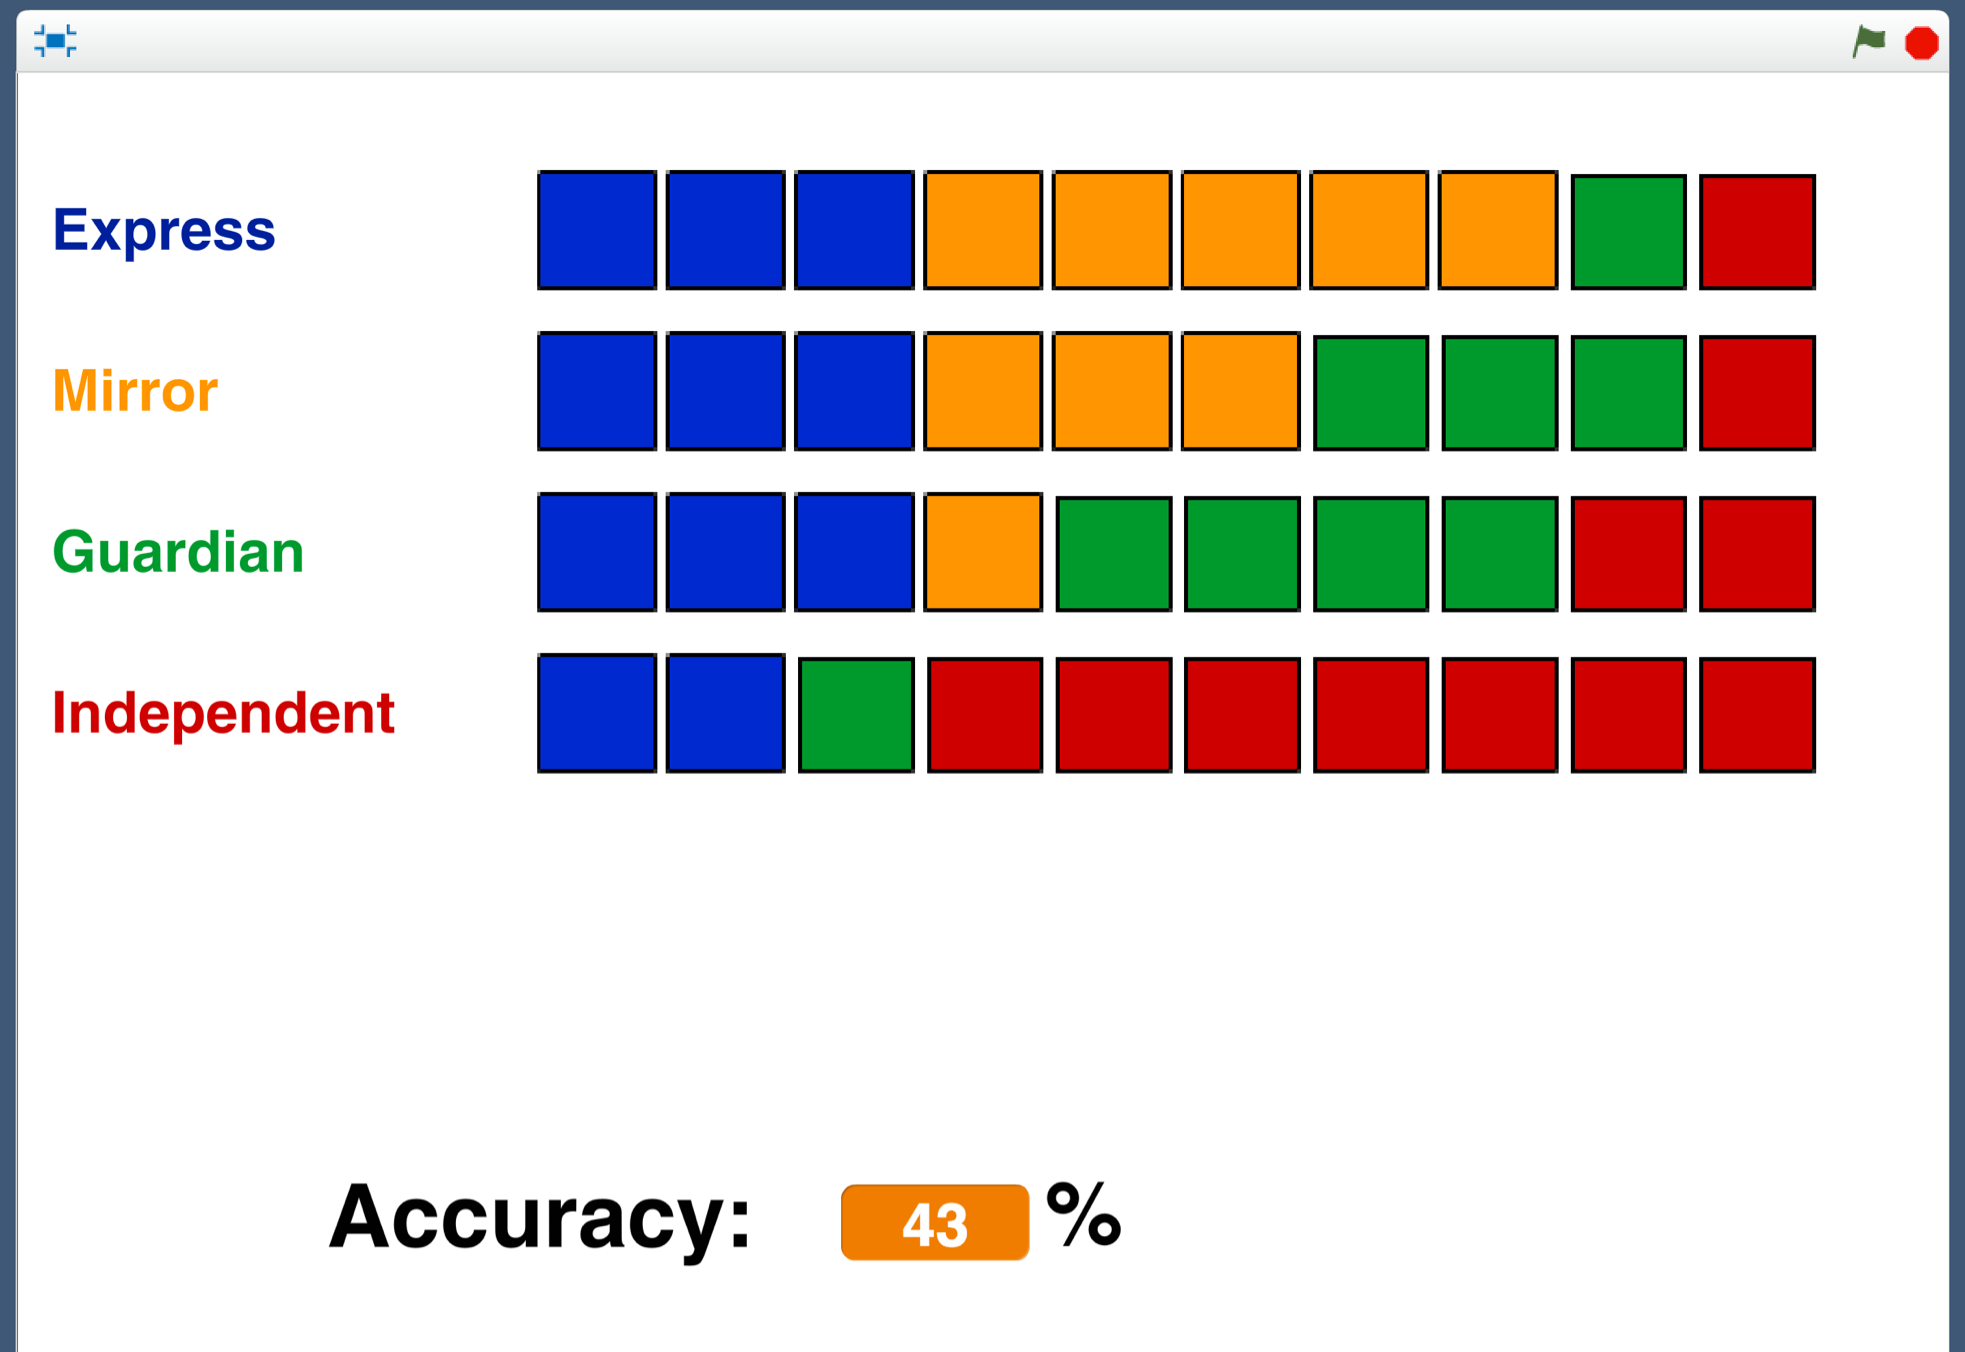 Express
Mirror
Guardian
Independent
Accuracy: 43 %